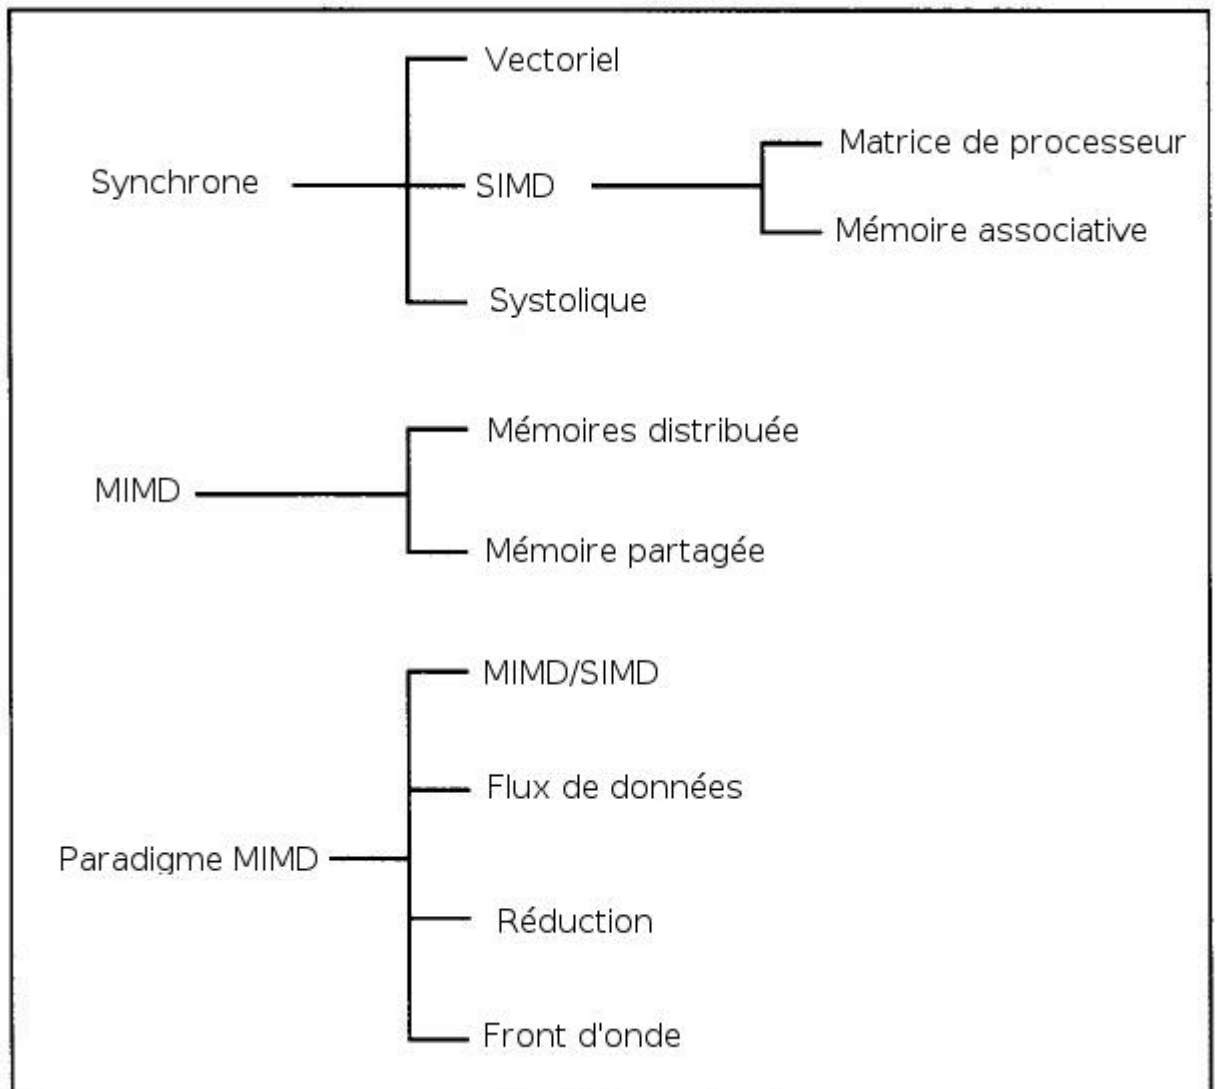 Vectoriel
Matrice de processeur
Synchrone
SIMD
Mémoire associative
Systolique
Mémoires distribuée
MIMD
Mémoire partagée
MIMD/SIMD
Flux de données
Paradigme MIMD
Réduction
Front d'onde